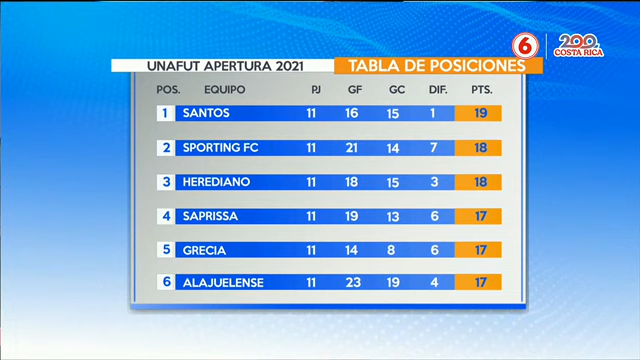 6 200 COSTA RICA
UNAFUT APERTURA 2021 TABLA DE POSICIONES
POS. EQUIPO PJ GF GC DIF. PTS.
1 SANTOS 11 16 15 1 19
2 SPORTING FC 11 21 14 7 18
3 HEREDIANO 11 18 15 3 18
4 SAPRISSA 11 19 13 6 17
5 GRECIA 11 14 8 6 17
6 ALAJUELENSE 11 23 19 4 17